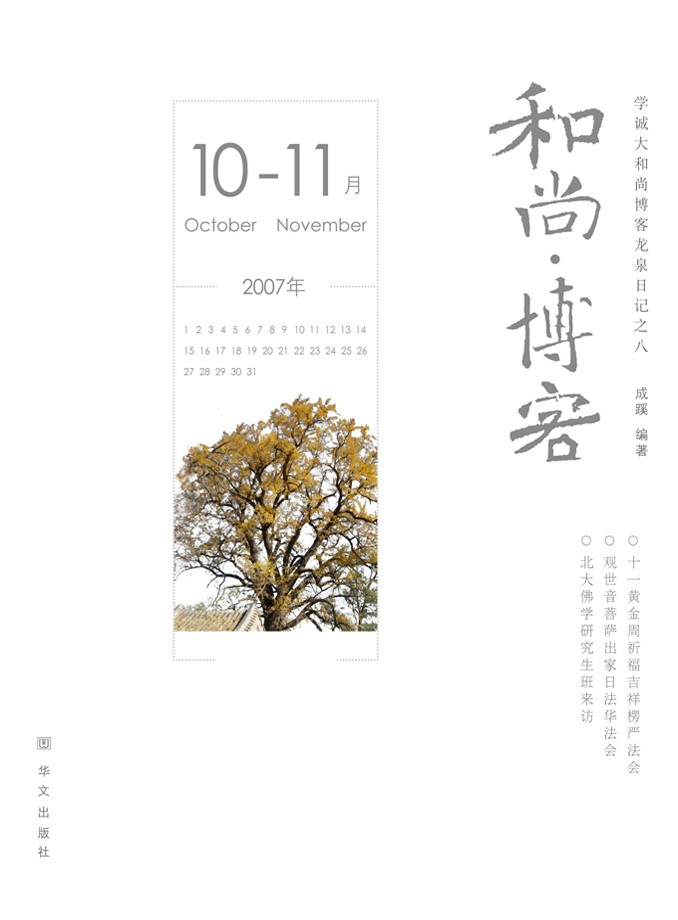 学诚大和尚博客龙泉日记之八
成蹊 编著
和尚·博客
10-11月
October November
2007年
1 2 3 4 5 6 7 8 9 10 11 12 13 14
15 16 17 18 19 20 21 22 23 24 25 26
27 28 29 30 31
○十一黄金周祈福吉祥楞严法会
○观世音菩萨出家日法华法会
○北大佛学研究生班来访
华文出版社